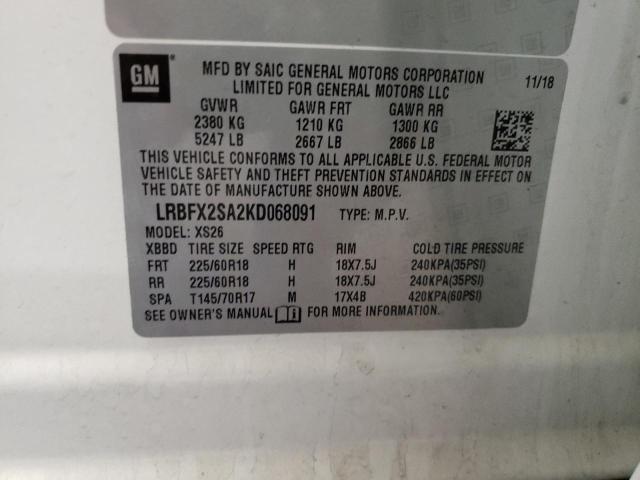 GM
MFD BY SAIC GENERAL MOTORS CORPORATION
LIMITED FOR GENERAL MOTORS LLC
11/18
GVWR GAWR FRT GAWR RR
2380 KG 1210 KG 1300 KG
5247 LB 2667 LB 2866 LB
THIS VEHICLE CONFORMS TO ALL APPLICABLE U.S. FEDERAL MOTOR
VEHICLE SAFETY AND THEFT PREVENTION STANDARDS IN EFFECT ON
THE DATE OF MANUFACTURE SHOWN ABOVE.
LRBFX2SA2KD068091 TYPE: M.P.V.
MODEL: XS26
XBBD TIRE SIZE SPEED RTG RIM COLD TIRE PRESSURE
FRT 225/60R18 H 18X7.5J 240KPA(35PSI)
RR 225/60R18 H 18X7.5J 240KPA(35PSI)
SPA T145/70R17 M 17X4B 420KPA(60PSI)
SEE OWNER'S MANUAL FOR MORE INFORMATION.